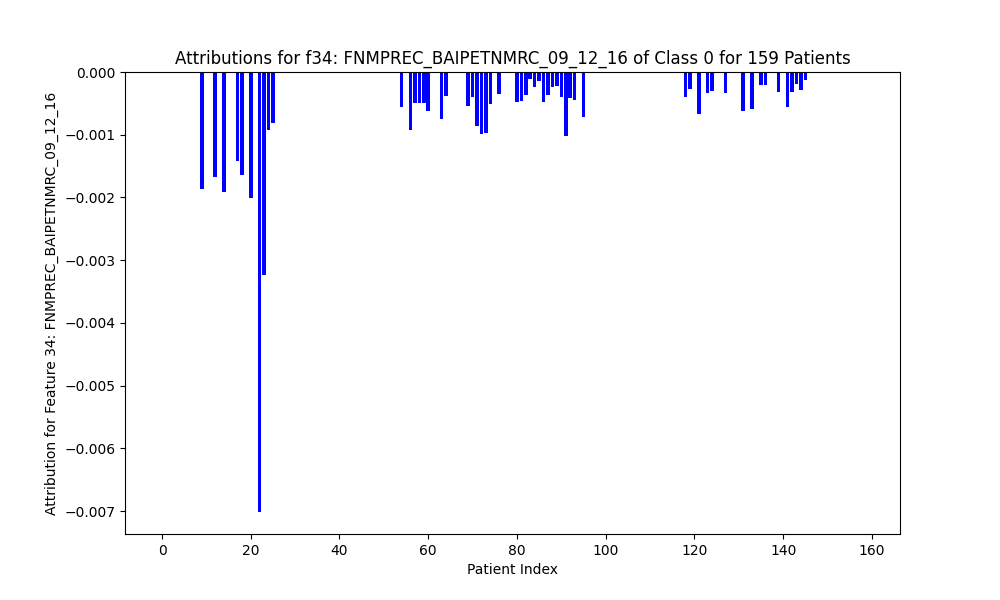 Attributions for f34: FNMPREC_BAIPETNMRC_09_12_16 of Class 0 for 159 Patients
Attribution for Feature 34: FNMPREC_BAIPETNMRC_09_12_16
0.000
−0.001
−0.002
−0.003
−0.004
−0.005
−0.006
−0.007
0 20 40 60 80 100 120 140 160
Patient Index